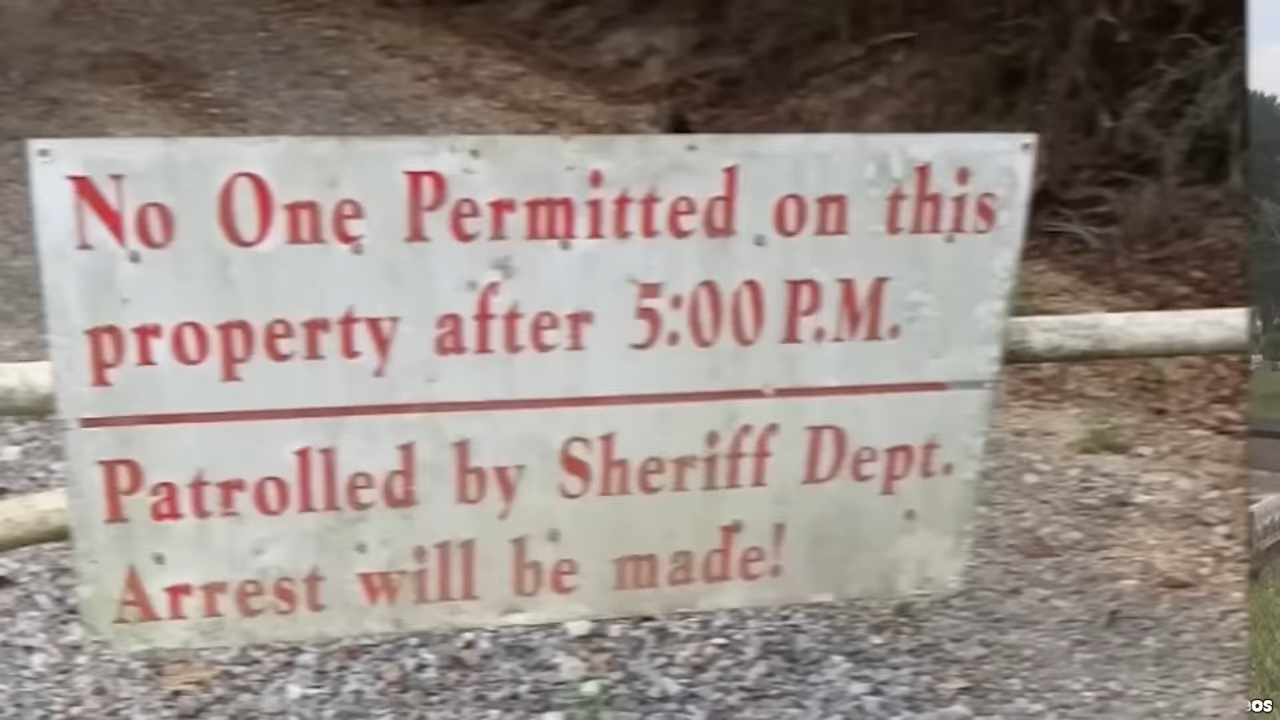 No One Permitted on this
property after 5:00 P.M.
Patrolled by Sheriff Dept.
Arrest will be made!